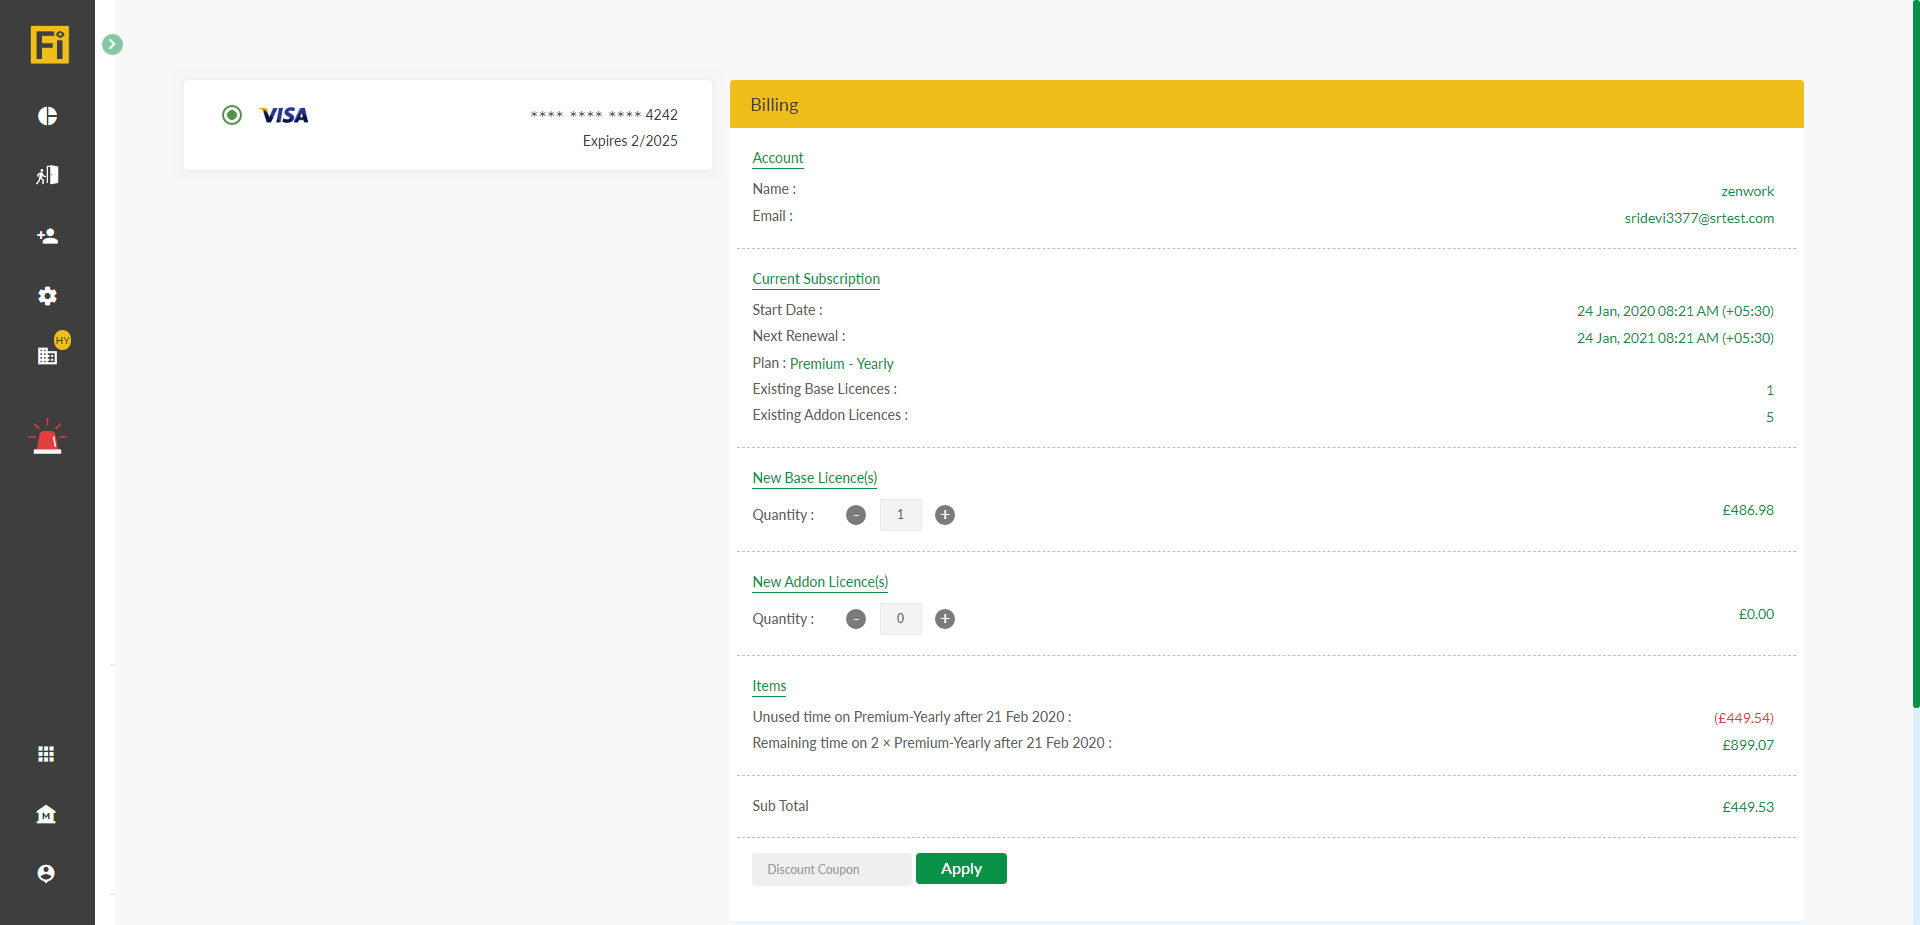 Fi
HY
M
VISA
**** **** **** 4242
Expires 2/2025
Billing
Account
Name : zenwork
Email : sridevi3377@srtest.com
Current Subscription
Start Date : 24 Jan, 2020 08:21 AM (+05:30)
Next Renewal : 24 Jan, 2021 08:21 AM (+05:30)
Plan : Premium - Yearly
Existing Base Licences : 1
Existing Addon Licences : 5
New Base Licence(s)
Quantity : - 1 + £486.98
New Addon Licence(s)
Quantity : - 0 + £0.00
Items
Unused time on Premium-Yearly after 21 Feb 2020 : (£449.54)
Remaining time on 2 × Premium-Yearly after 21 Feb 2020 : £899.07
Sub Total £449.53
Discount Coupon Apply